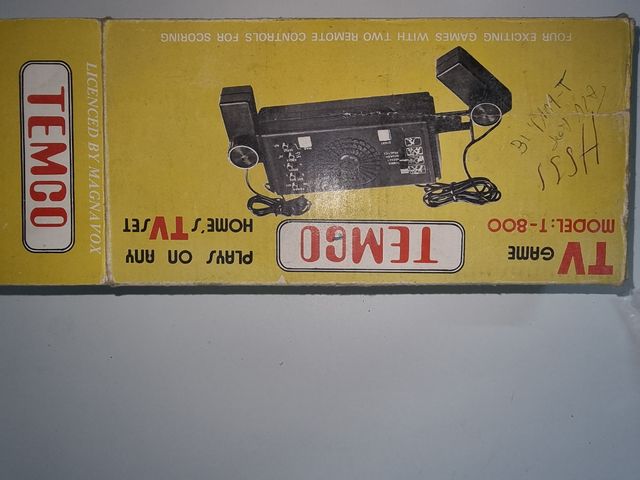 TV GAME
MODEL: T-800
TEMCO
PLAYS ON ANY
HOME'S TV SET
FOUR EXCITING GAMES WITH TWO REMOTE CONTROLS FOR SCORING
LICENCED BY MAGNAVOX
TEMCO